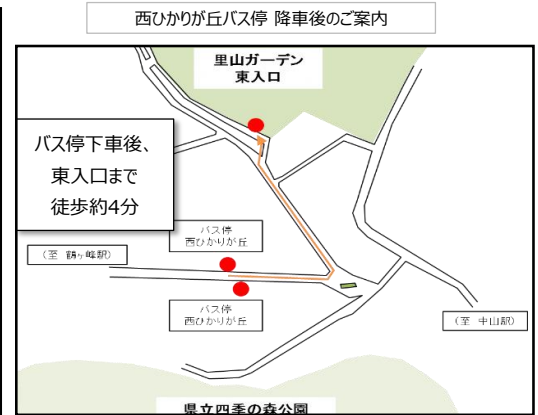 西ひかりが丘バス停 降車後のご案内
里山ガーデン
東入口
バス停下車後、
東入口まで
徒歩約4分
バス停
西ひかりが丘
(至 鶴ヶ峰駅)
バス停
西ひかりが丘
(至 中山駅)
県立四季の森公園